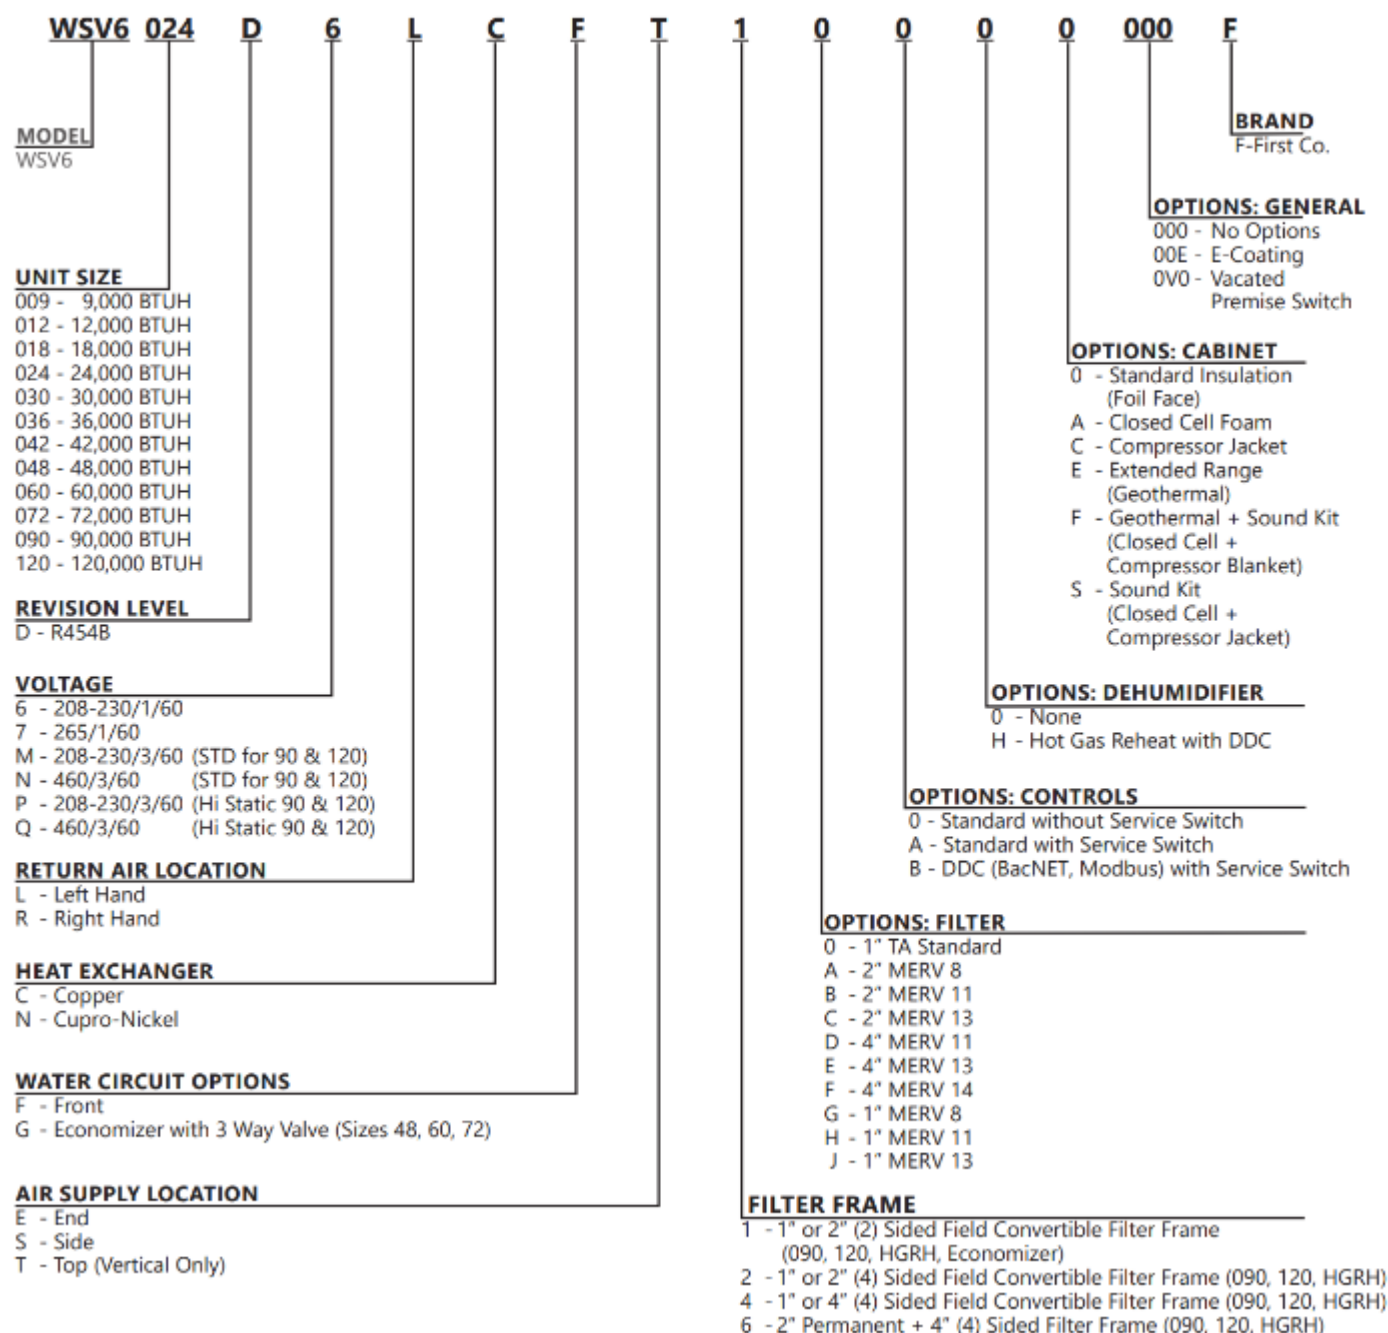 WSV6 024 D 6 L C F T 1 0 0 0 0 000 F
MODEL
WSV6
UNIT SIZE
009 - 9,000 BTUH
012 - 12,000 BTUH
018 - 18,000 BTUH
024 - 24,000 BTUH
030 - 30,000 BTUH
036 - 36,000 BTUH
042 - 42,000 BTUH
048 - 48,000 BTUH
060 - 60,000 BTUH
072 - 72,000 BTUH
090 - 90,000 BTUH
120 - 120,000 BTUH
REVISION LEVEL
D - R454B
VOLTAGE
6 - 208-230/1/60
7 - 265/1/60
M - 208-230/3/60 (STD for 90 & 120)
N - 460/3/60 (STD for 90 & 120)
P - 208-230/3/60 (Hi Static 90 & 120)
Q - 460/3/60 (Hi Static 90 & 120)
RETURN AIR LOCATION
L - Left Hand
R - Right Hand
HEAT EXCHANGER
C - Copper
N - Cupro-Nickel
WATER CIRCUIT OPTIONS
F - Front
G - Economizer with 3 Way Valve (Sizes 48, 60, 72)
AIR SUPPLY LOCATION
E - End
S - Side
T - Top (Vertical Only)
BRAND
F-First Co.
OPTIONS: GENERAL
000 - No Options
00E - E-Coating
0V0 - Vacated
Premise Switch
OPTIONS: CABINET
0 - Standard Insulation
(Foil Face)
A - Closed Cell Foam
C - Compressor Jacket
E - Extended Range
(Geothermal)
F - Geothermal + Sound Kit
(Closed Cell +
Compressor Blanket)
S - Sound Kit
(Closed Cell +
Compressor Jacket)
OPTIONS: DEHUMIDIFIER
0 - None
H - Hot Gas Reheat with DDC
OPTIONS: CONTROLS
0 - Standard without Service Switch
A - Standard with Service Switch
B - DDC (BacNET, Modbus) with Service Switch
OPTIONS: FILTER
0 - 1" TA Standard
A - 2" MERV 8
B - 2" MERV 11
C - 2" MERV 13
D - 4" MERV 11
E - 4" MERV 13
F - 4" MERV 14
G - 1" MERV 8
H - 1" MERV 11
J - 1" MERV 13
FILTER FRAME
1 - 1" or 2" (2) Sided Field Convertible Filter Frame
(090, 120, HGRH, Economizer)
2 - 1" or 2" (4) Sided Field Convertible Filter Frame (090, 120, HGRH)
4 - 1" or 4" (4) Sided Field Convertible Filter Frame (090, 120, HGRH)
6 - 2" Permanent + 4" (4) Sided Filter Frame (090, 120, HGRH)